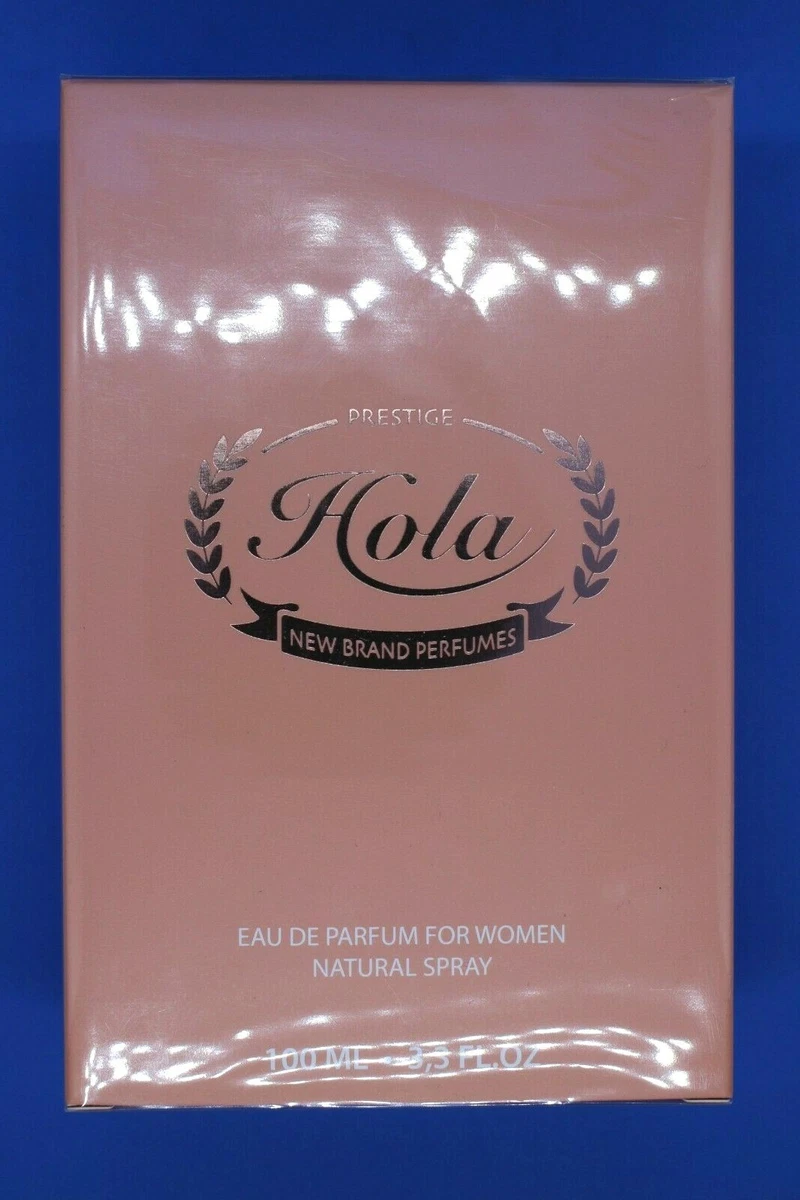 PRESTIGE
Hola
NEW BRAND PERFUMES
EAU DE PARFUM FOR WOMEN
NATURAL SPRAY
100 ML - 3,3 FL.OZ